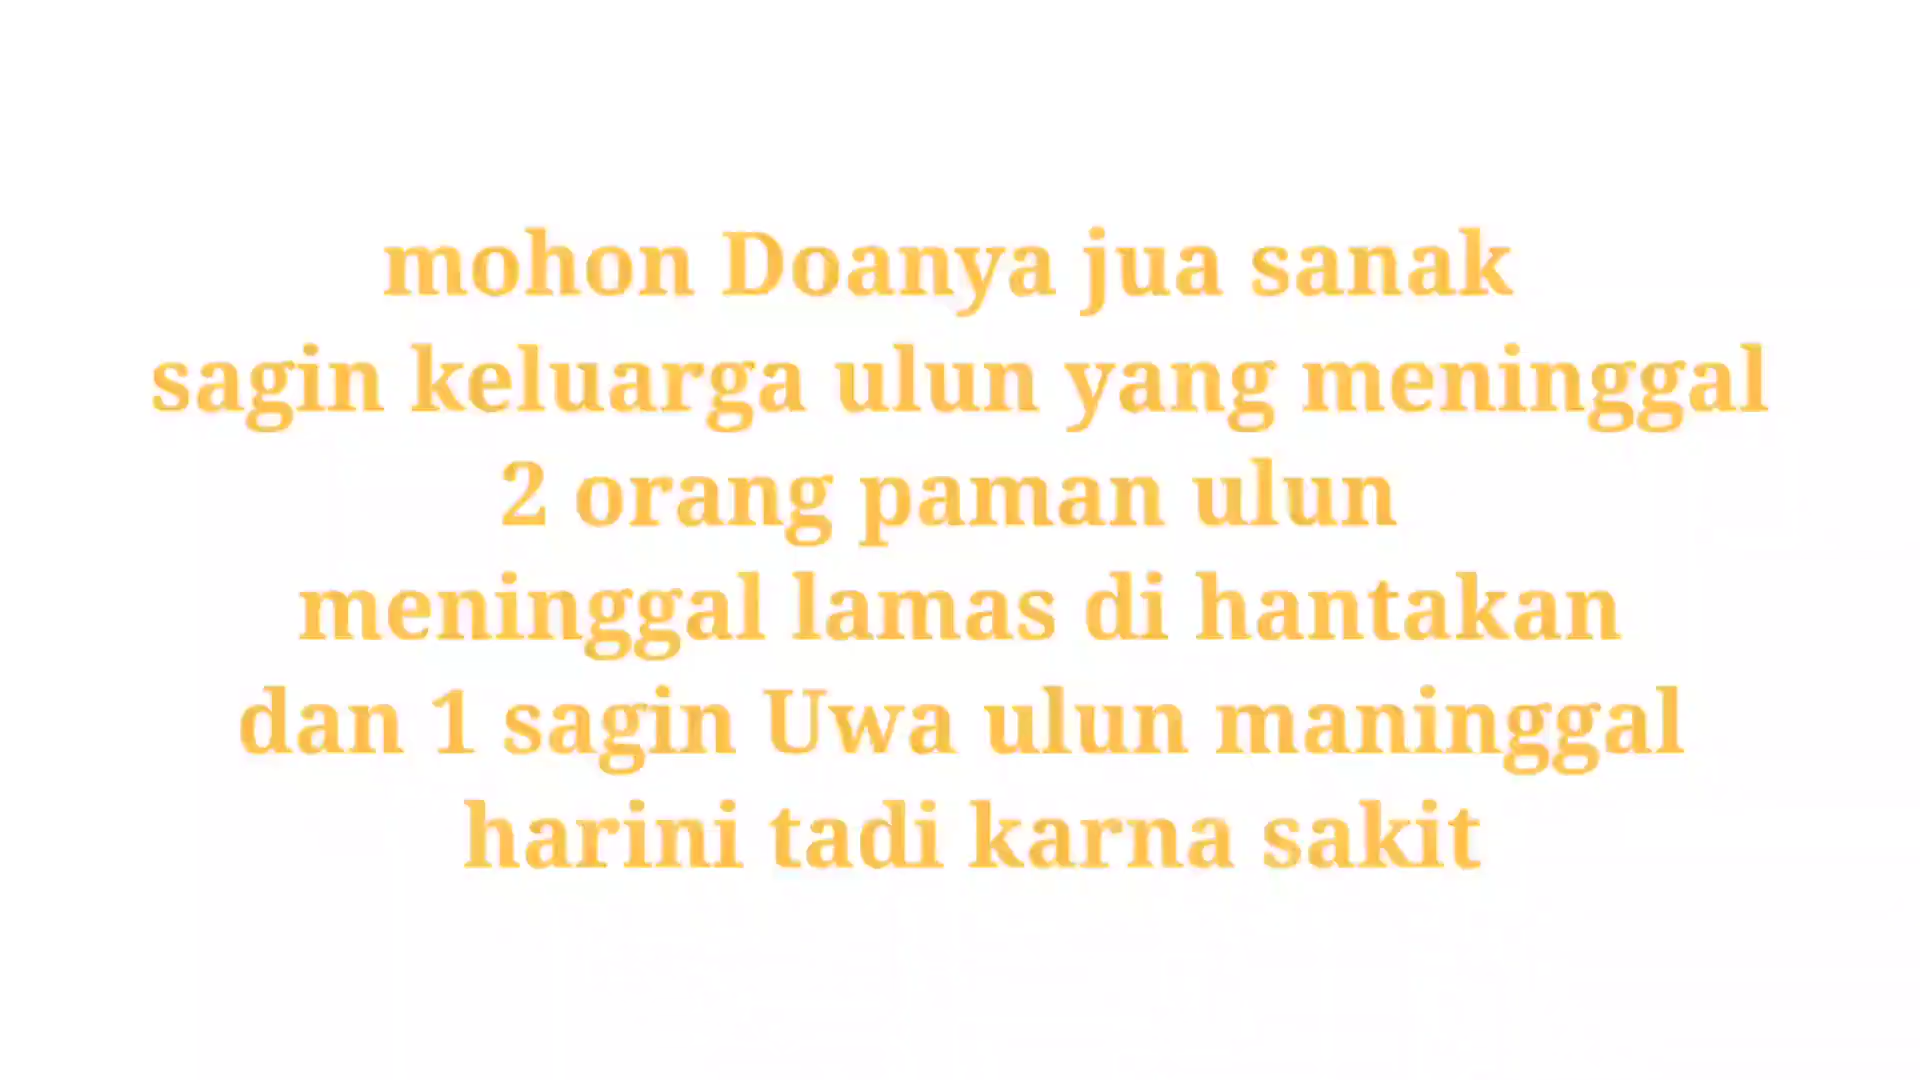 mohon Doanya jua sanak
sagin keluarga ulun yang meninggal
2 orang paman ulun
meninggal lamas di hantakan
dan 1 sagin Uwa ulun maninggal
harini tadi karna sakit